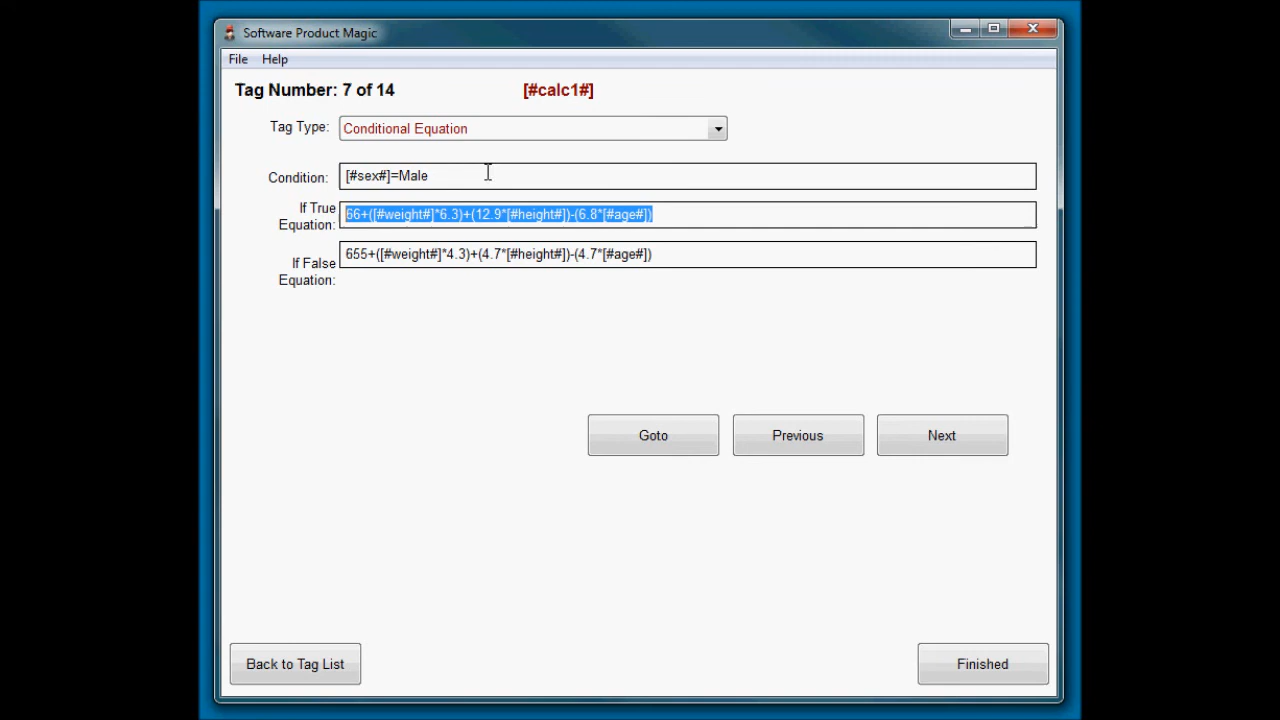 Software Product Magic
File Help
Tag Number: 7 of 14 [#calc1#]
Tag Type: Conditional Equation
Condition: [#sex#]=Male
If True Equation: 66+([#weight#]*6.3)+(12.9*[#height#])-(6.8*[#age#])
If False Equation: 655+([#weight#]*4.3)+(4.7*[#height#])-(4.7*[#age#])
Goto Previous Next
Back to Tag List Finished